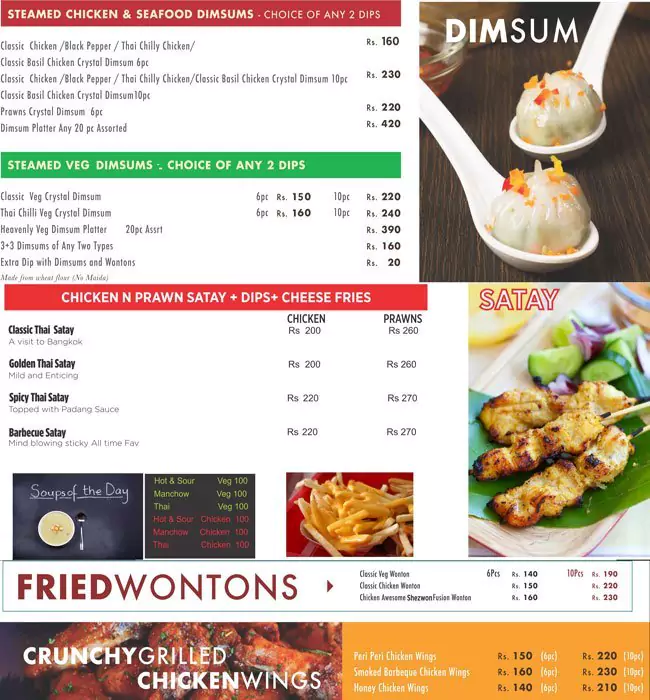 STEAMED CHICKEN & SEAFOOD DIMSUMS - CHOICE OF ANY 2 DIPS
Classic Chicken /Black Pepper / Thai Chilly Chicken/ Rs. 160
Classic Basil Chicken Crystal Dimsum 6pc
Classic Chicken /Black Pepper / Thai Chilly Chicken/Classic Basil Chicken Crystal Dimsum 10pc Rs. 230
Classic Basil Chicken Crystal Dimsum10pc
Prawns Crystal Dimsum 6pc Rs. 220
Dimsum Platter Any 20 pc Assorted Rs. 420
DIMSUM
STEAMED VEG DIMSUMS -. CHOICE OF ANY 2 DIPS
Classic Veg Crystal Dimsum 6pc Rs. 150 10pc Rs. 220
Thai Chilli Veg Crystal Dimsum 6pc Rs. 160 10pc Rs. 240
Heavenly Veg Dimsum Platter 20pc Assrt Rs. 390
3+3 Dimsums of Any Two Types Rs. 160
Extra Dip with Dimsums and Wontons Rs. 20
Made from wheat flour (No Maida)
CHICKEN N PRAWN SATAY + DIPS+ CHEESE FRIES
CHICKEN PRAWNS
Classic Thai Satay Rs 200 Rs 260
A visit to Bangkok
Golden Thai Satay Rs 200 Rs 260
Mild and Enticing
Spicy Thai Satay Rs 220 Rs 270
Topped with Padang Sauce
Barbecue Satay Rs 220 Rs 270
Mind blowing sticky All time Fav
SATAY
Soups of the Day
Hot & Sour Veg 100
Manchow Veg 100
Thai Veg 100
Hot & Sour Chicken 100
Manchow Chicken 100
Thai Chicken 100
FRIEDWONTONS
Classic Veg Wonton 6Pcs Rs. 140 10Pcs Rs. 190
Classic Chicken Wonton Rs. 150 Rs. 220
Chicken Awesome ShezwonFusion Wonton Rs. 160 Rs. 230
CRUNCHYGRILLED
CHICKENWINGS
Peri Peri Chicken Wings Rs. 150 (6pc) Rs. 220 (10pc)
Smoked Barbeque Chicken Wings Rs. 160 (6pc) Rs. 230 (10pc)
Honey Chicken Wings Rs. 140 (6pc) Rs. 210 (10pc)